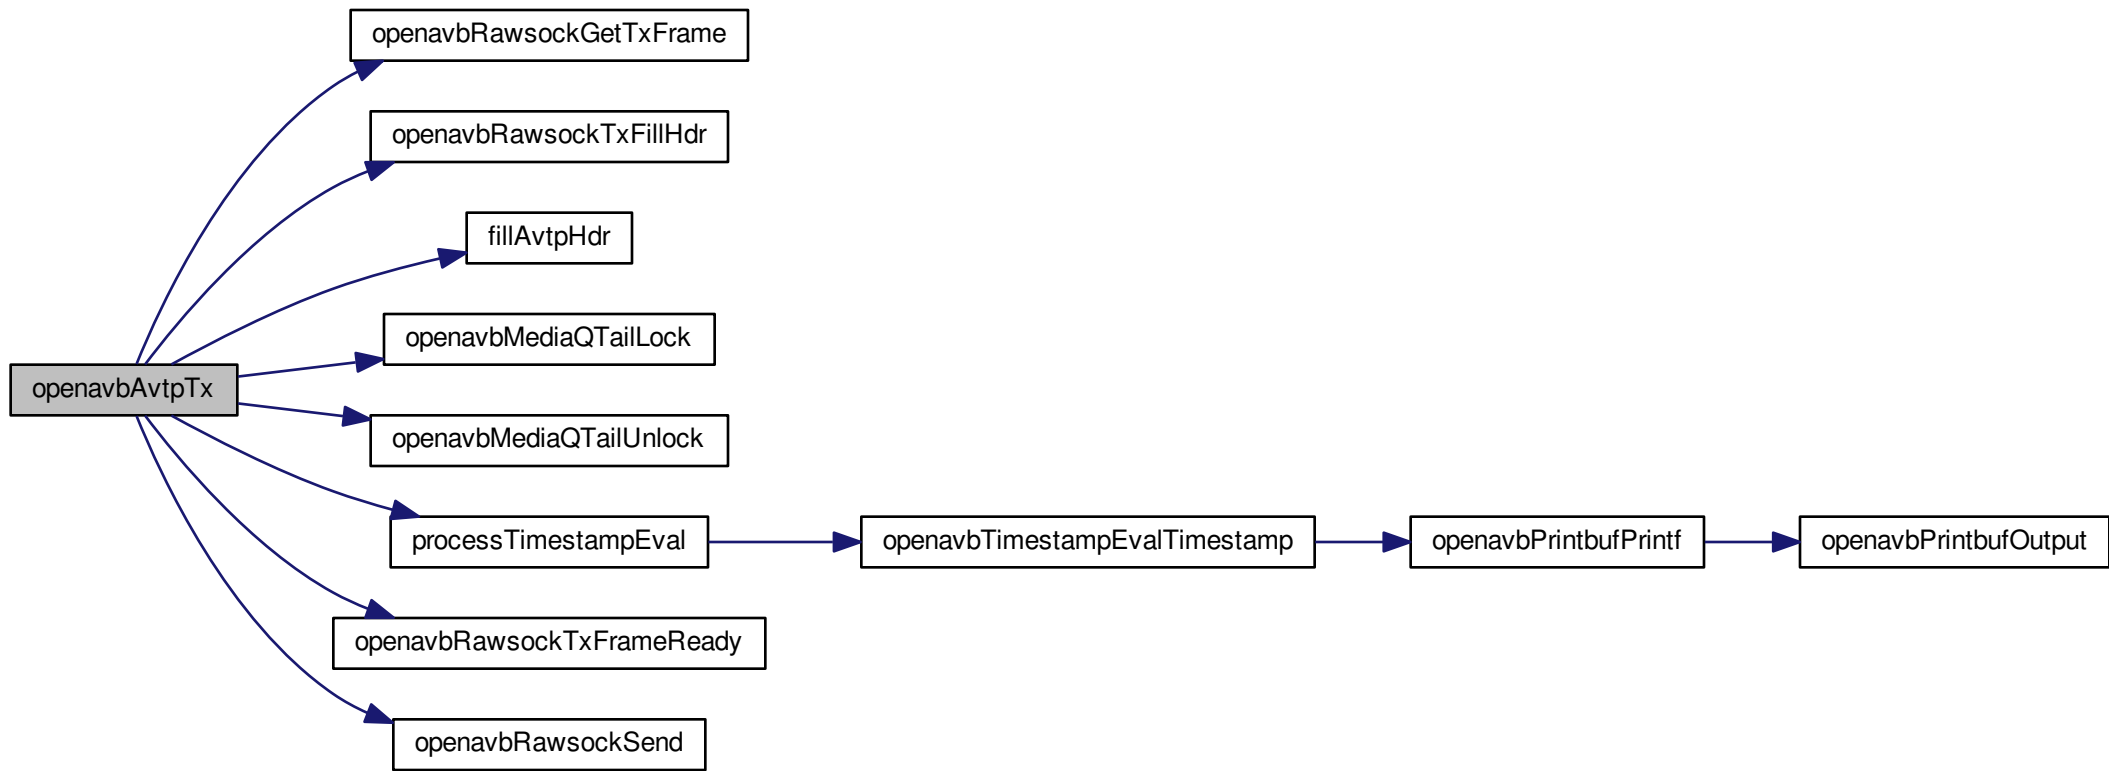 openavbRawsockGetTxFrame
openavbRawsockTxFillHdr
fillAvtpHdr
openavbMediaQTailLock
openavbAvtpTx
openavbMediaQTailUnlock
processTimestampEval
openavbTimestampEvalTimestamp
openavbPrintbufPrintf
openavbPrintbufOutput
openavbRawsockTxFrameReady
openavbRawsockSend